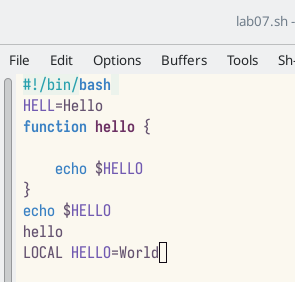 lab07.sh –
File Edit Options Buffers Tools Sh-
#!/bin/bash
HELL=Hello
function hello {
echo $HELLO
}
echo $HELLO
hello
LOCAL HELLO=World